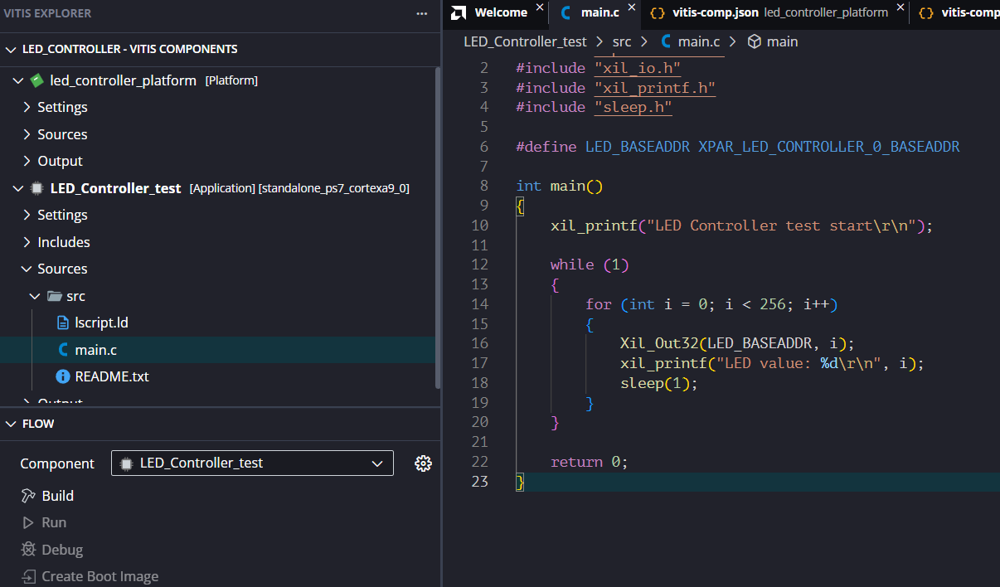 VITIS EXPLORER
LED_CONTROLLER - VITIS COMPONENTS
led_controller_platform [Platform]
Settings
Sources
Output
LED_Controller_test [Application] [standalone_ps7_cortexa9_0]
Settings
Includes
Sources
src
lscript.ld
main.c
README.txt
Output
FLOW
Component LED_Controller_test
Build
Run
Debug
Create Boot Image
Welcome main.c vitis-comp.json led_controller_platform vitis-comp
LED_Controller_test > src > main.c > main
2 #include "xil_io.h"
3 #include "xil_printf.h"
4 #include "sleep.h"
5
6 #define LED_BASEADDR XPAR_LED_CONTROLLER_0_BASEADDR
7
8 int main()
9 {
10 xil_printf("LED Controller test start\r\n");
11
12 while (1)
13 {
14 for (int i = 0; i < 256; i++)
15 {
16 Xil_Out32(LED_BASEADDR, i);
17 xil_printf("LED value: %d\r\n", i);
18 sleep(1);
19 }
20 }
21
22 return 0;
23 }